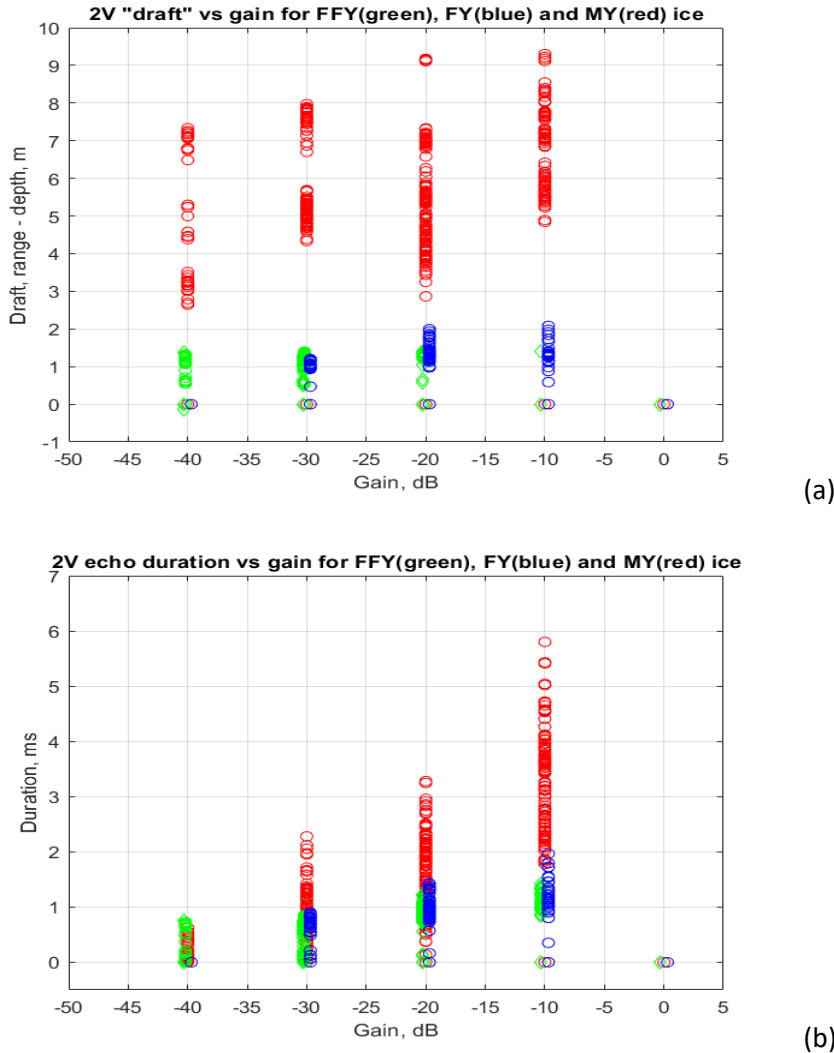 2V "draft" vs gain for FFY(green), FY(blue) and MY(red) ice
10
9
8
7
6
5
4
3
2
1
0
-1
Draft, range - depth, m
-50 -45 -40 -35 -30 -25 -20 -15 -10 -5 0 5
Gain, dB
(a)
2V echo duration vs gain for FFY(green), FY(blue) and MY(red) ice
7
6
5
4
3
2
1
0
Duration, ms
-50 -45 -40 -35 -30 -25 -20 -15 -10 -5 0 5
Gain, dB
(b)